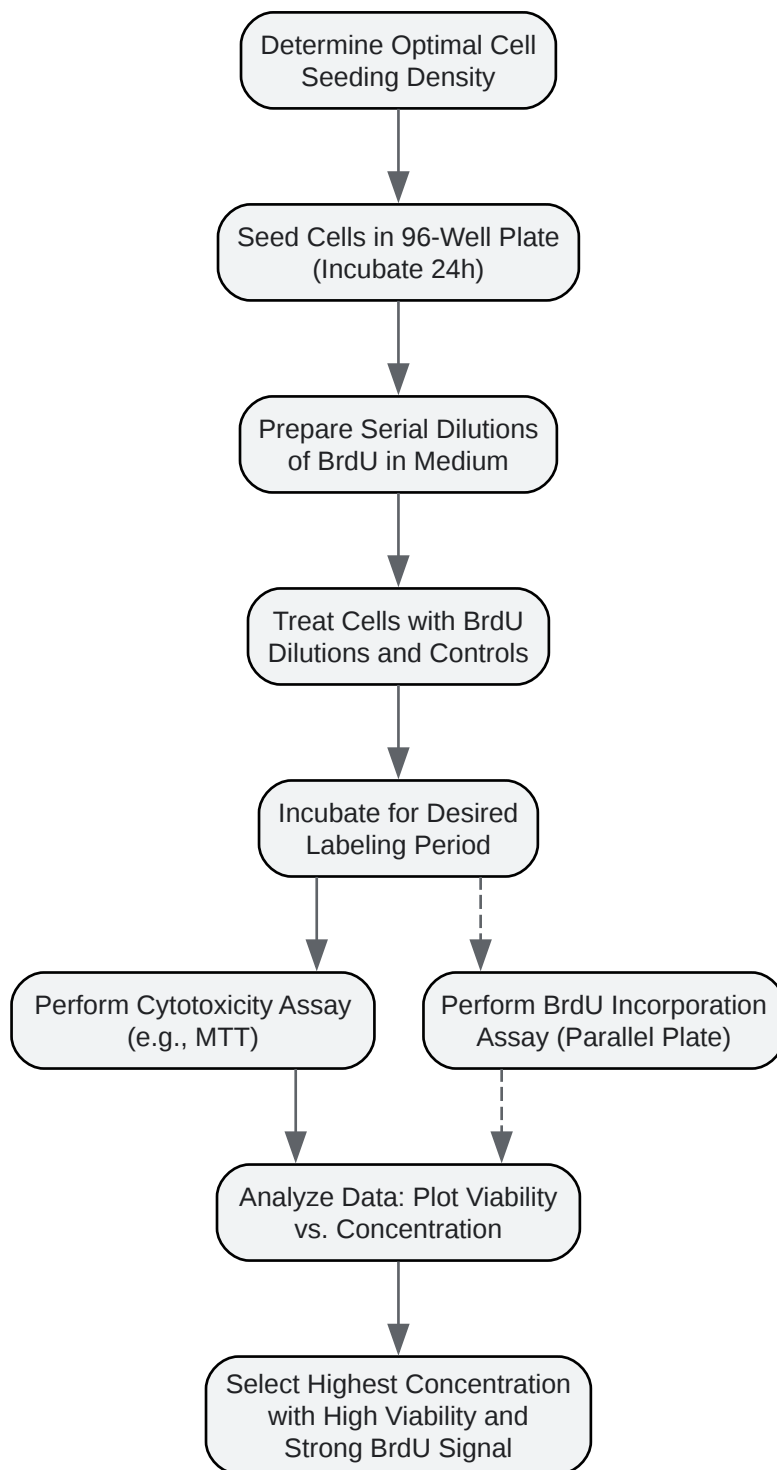 Determine Optimal Cell
Seeding Density
Seed Cells in 96-Well Plate
(Incubate 24h)
Prepare Serial Dilutions
of BrdU in Medium
Treat Cells with BrdU
Dilutions and Controls
Incubate for Desired
Labeling Period
Perform Cytotoxicity Assay
(e.g., MTT)
Perform BrdU Incorporation
Assay (Parallel Plate)
Analyze Data: Plot Viability
vs. Concentration
Select Highest Concentration
with High Viability and
Strong BrdU Signal